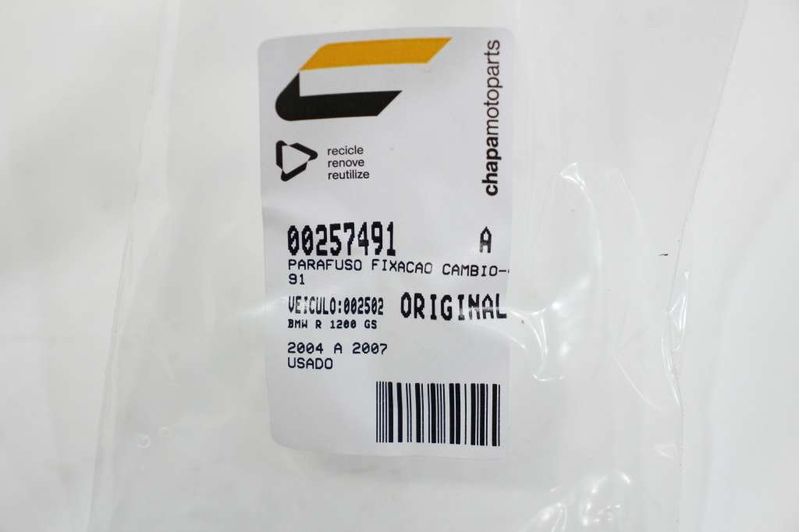 chapamotoparts
recicle
renove
reutilize
00257491 A
PARAFUSO FIXACAO CAMBIO-
91
VEICULO:002502 ORIGINAL
BMW R 1200 GS
2004 A 2007
USADO